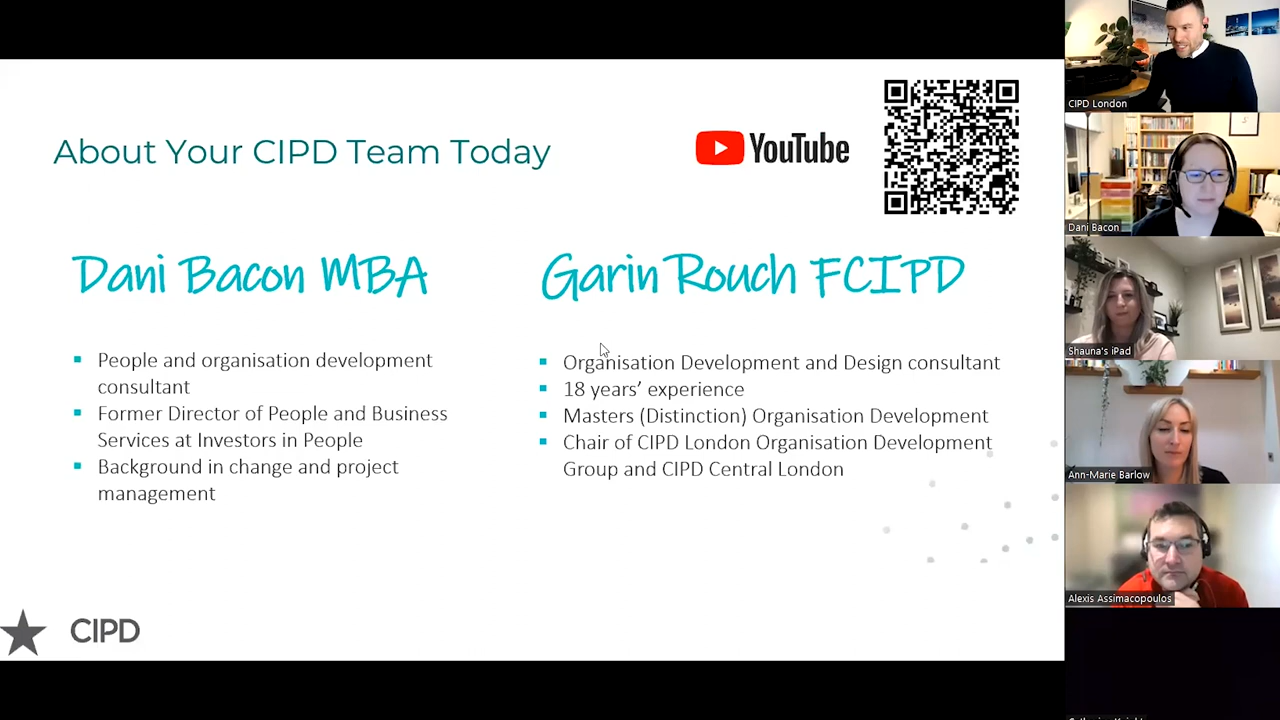 About Your CIPD Team Today
YouTube
Dani Bacon MBA
People and organisation development
consultant
Former Director of People and Business
Services at Investors in People
Background in change and project
management
Garin Rouch FCIPD
Organisation Development and Design consultant
18 years’ experience
Masters (Distinction) Organisation Development
Chair of CIPD London Organisation Development
Group and CIPD Central London
CIPD
CIPD London
Dani Bacon
Shauna's iPad
Ann-Marie Barlow
Alexis Assimacopoulos